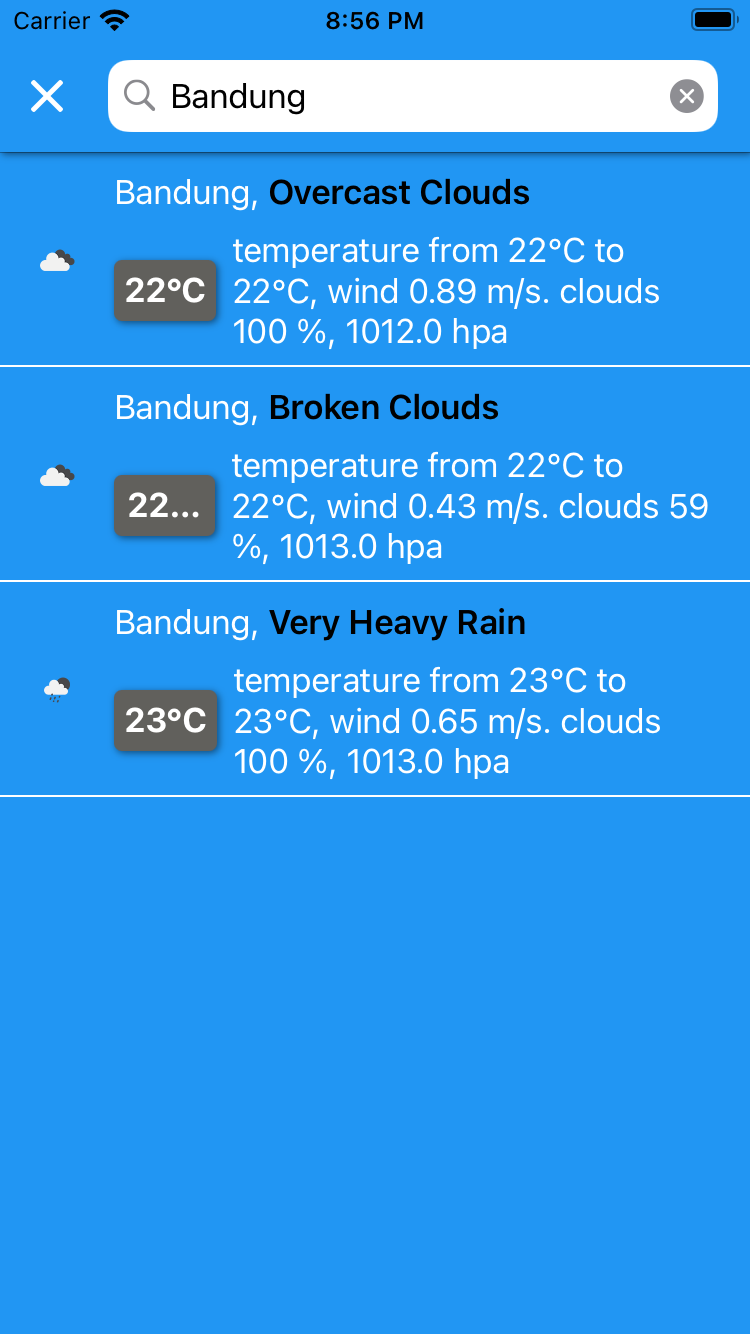 Carrier 8:56 PM
Bandung
Bandung, Overcast Clouds
22°C
temperature from 22°C to
22°C, wind 0.89 m/s. clouds
100 %, 1012.0 hpa
Bandung, Broken Clouds
22...
temperature from 22°C to
22°C, wind 0.43 m/s. clouds 59
%, 1013.0 hpa
Bandung, Very Heavy Rain
23°C
temperature from 23°C to
23°C, wind 0.65 m/s. clouds
100 %, 1013.0 hpa